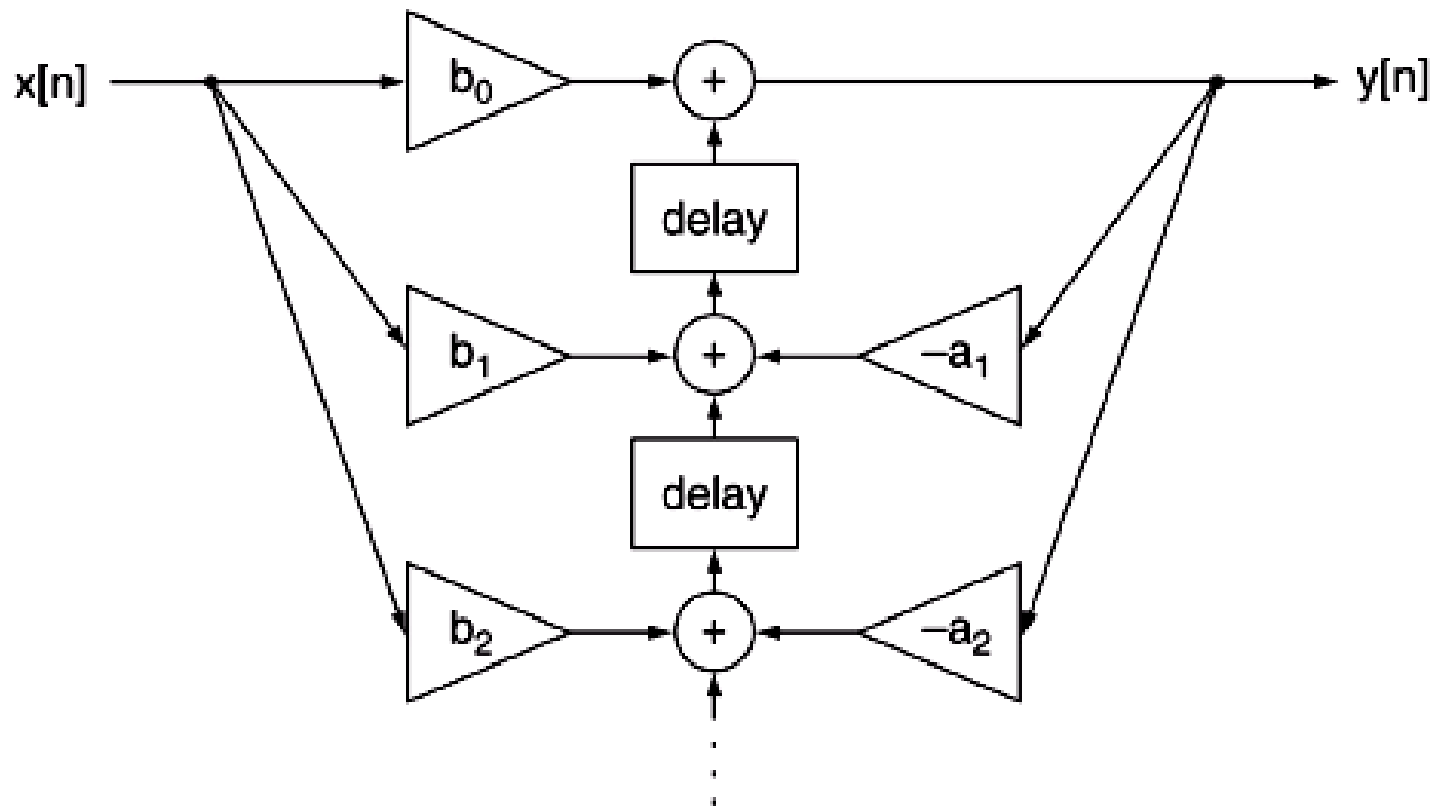 x[n] b₀ + y[n]
delay
b₁ + –a₁
delay
b₂ + –a₂